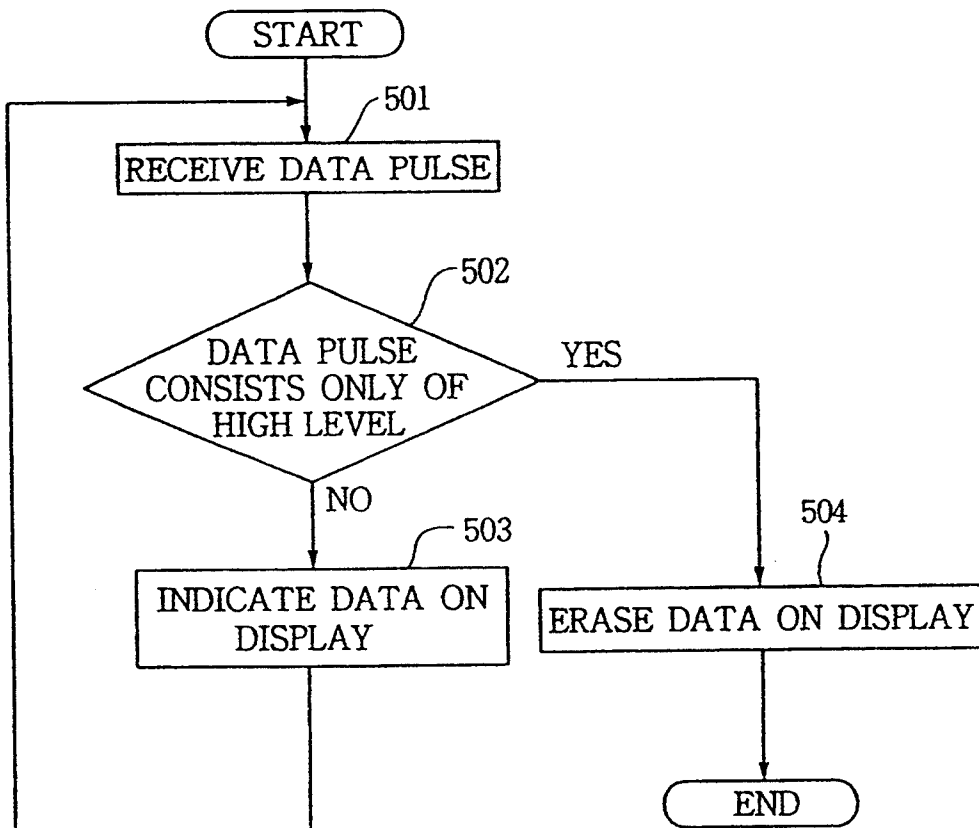 START
501
RECEIVE DATA PULSE
502
DATA PULSE
CONSISTS ONLY OF
HIGH LEVEL
YES
NO
503
INDICATE DATA ON
DISPLAY
504
ERASE DATA ON DISPLAY
END